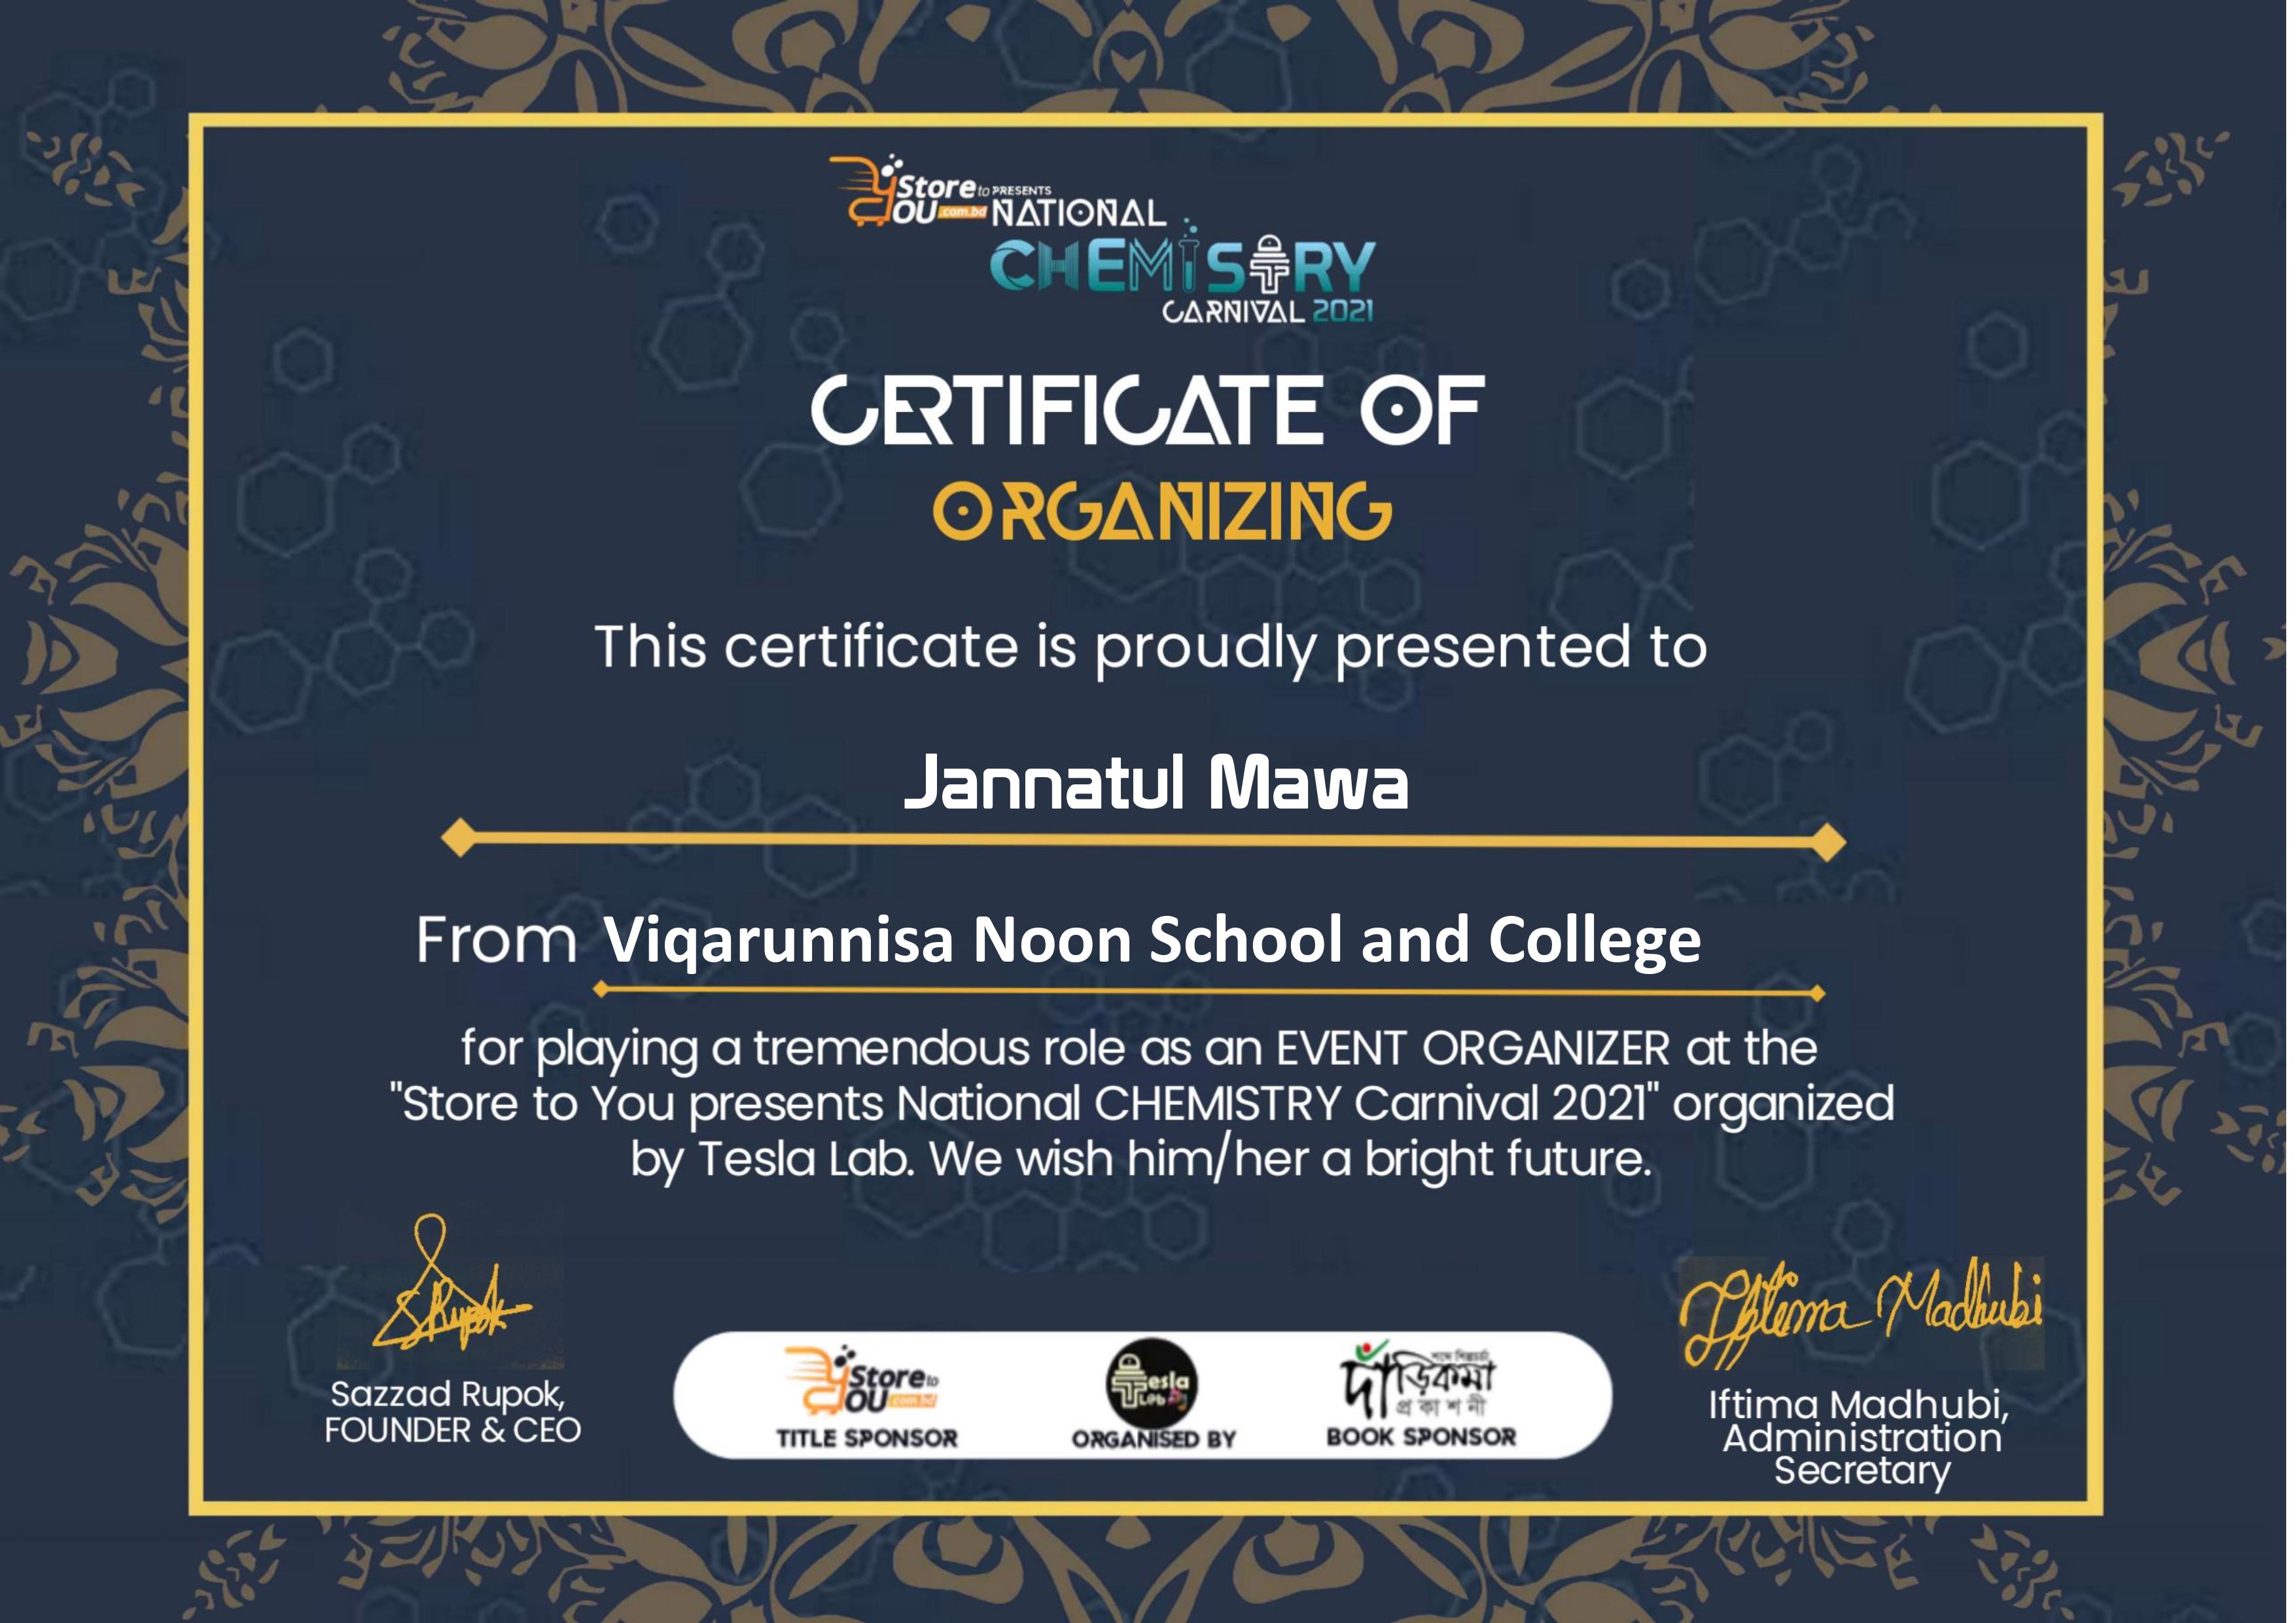 Store to PRESENTS
YOU .com.bd NATIONAL
CHEMISTRY
CARNIVAL 2021
CERTIFICATE OF
ORGANIZING
This certificate is proudly presented to
Jannatul Mawa
From Viqarunnisa Noon School and College
for playing a tremendous role as an EVENT ORGANIZER at the
"Store to You presents National CHEMISTRY Carnival 2021" organized
by Tesla Lab. We wish him/her a bright future.
S Rupok
Sazzad Rupok,
FOUNDER & CEO
Store to
YOU .com.bd
TITLE SPONSOR
Tesla
Lab
ORGANISED BY
দাঁড়িকমা
প্রকাশনী
BOOK SPONSOR
Iftima Madhubi
Iftima Madhubi,
Administration
Secretary